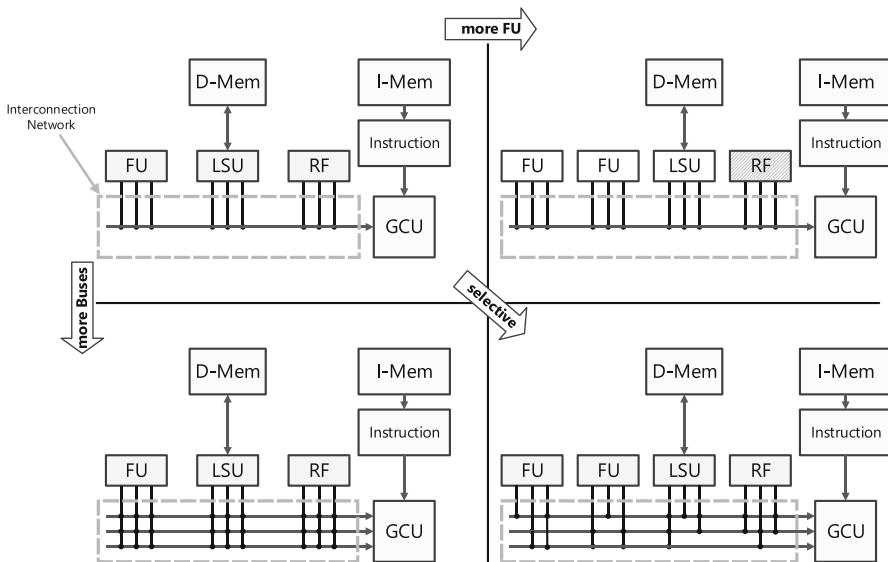 more FU
D-Mem
I-Mem
Interconnection
Network
Instruction
FU
LSU
RF
GCU
D-Mem
I-Mem
Instruction
FU
FU
LSU
RF
GCU
more Buses
selective
D-Mem
I-Mem
Instruction
FU
LSU
RF
GCU
D-Mem
I-Mem
Instruction
FU
FU
LSU
RF
GCU